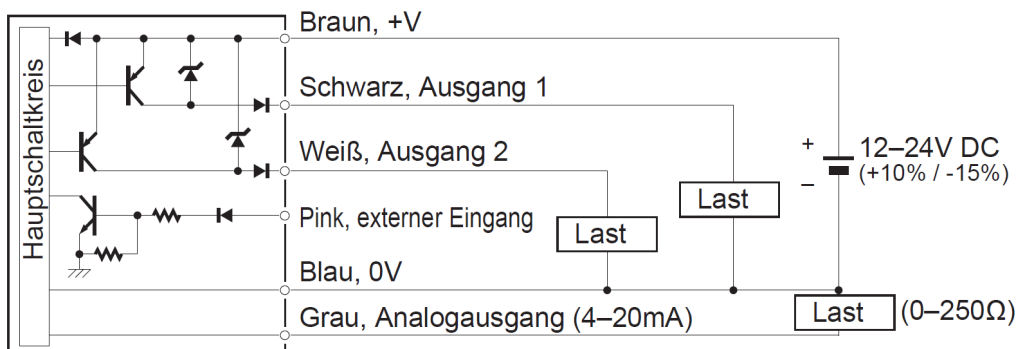 Hauptschaltkreis
Braun, +V
Schwarz, Ausgang 1
Weiß, Ausgang 2
Pink, externer Eingang
Blau, 0V
Grau, Analogausgang (4–20mA)
Last
Last
+
–
12–24V DC
(+10% / -15%)
Last
(0–250Ω)